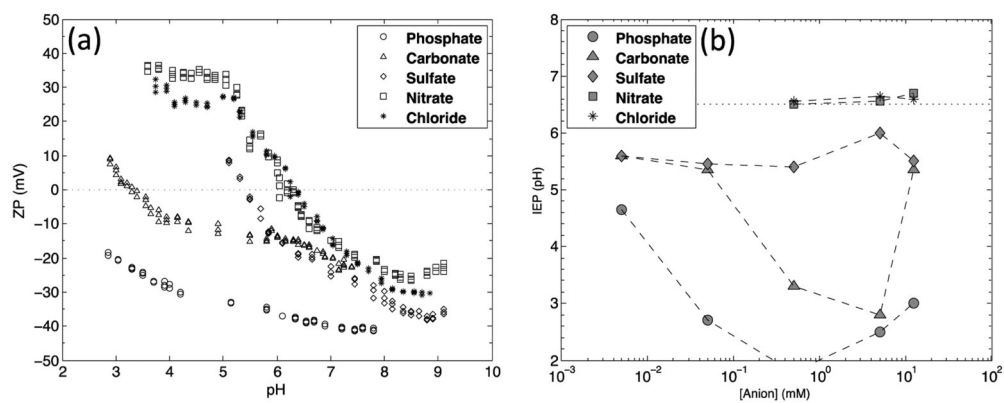 (a)
Phosphate
Carbonate
Sulfate
Nitrate
Chloride
50
40
30
20
10
0
-10
-20
-30
-40
-50
ZP (mV)
2 3 4 5 6 7 8 9 10
pH
(b)
Phosphate
Carbonate
Sulfate
Nitrate
Chloride
8
7
6
5
4
3
2
IEP (pH)
10⁻³ 10⁻² 10⁻¹ 10⁰ 10¹ 10²
[Anion] (mM)